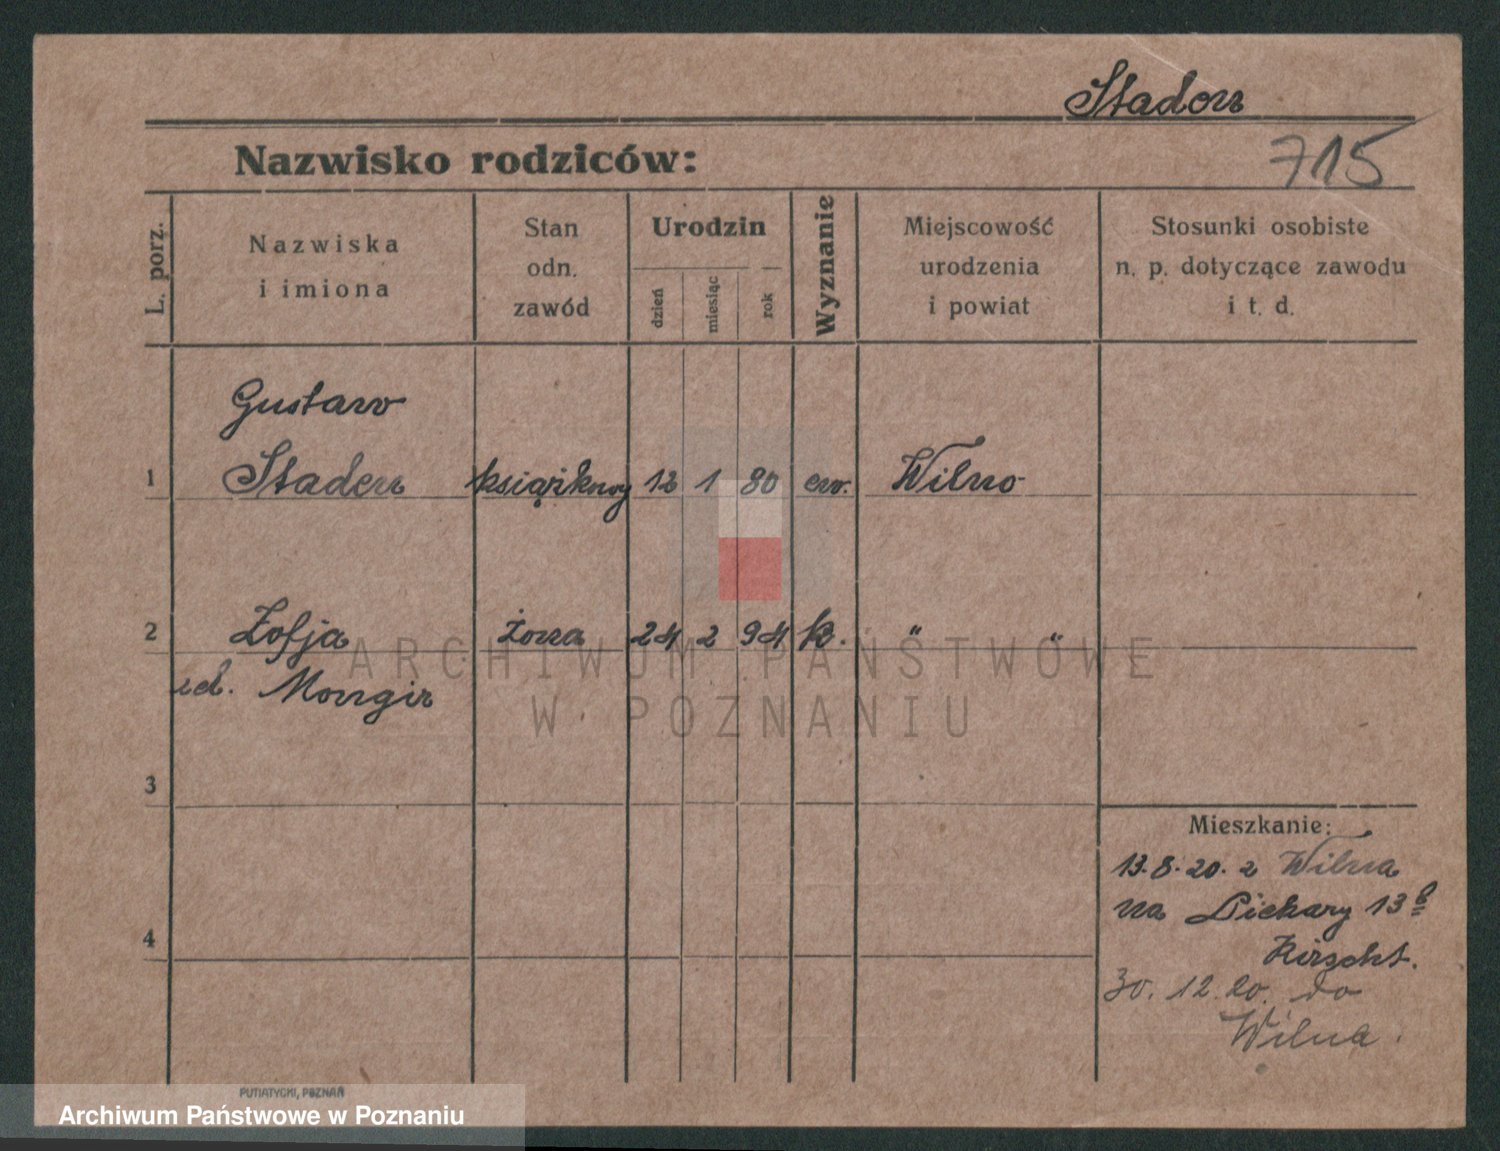 Staden
Nazwisko rodziców:
715
L. porz.
Nazwiska
i imiona
Stan
odn.
zawód
Urodzin
dzień
miesiąc
rok
Wyznanie
Miejscowość
urodzenia
i powiat
Stosunki osobiste
n. p. dotyczące zawodu
i t. d.
Gustaw
1 Staden książkowy 12 1 80 ew. Wilno
2 Zofja żona 24 2 94 k. " "
Mongir
3
Mieszkanie:
13.8.20. z Wilna
na Piekary 13
4
30.12.20. do
Wilna.
PUTIATYCKI, POZNAŃ
ARCHIWUM PAŃSTWOWE
W POZNANIU
Archiwum Państwowe w Poznaniu